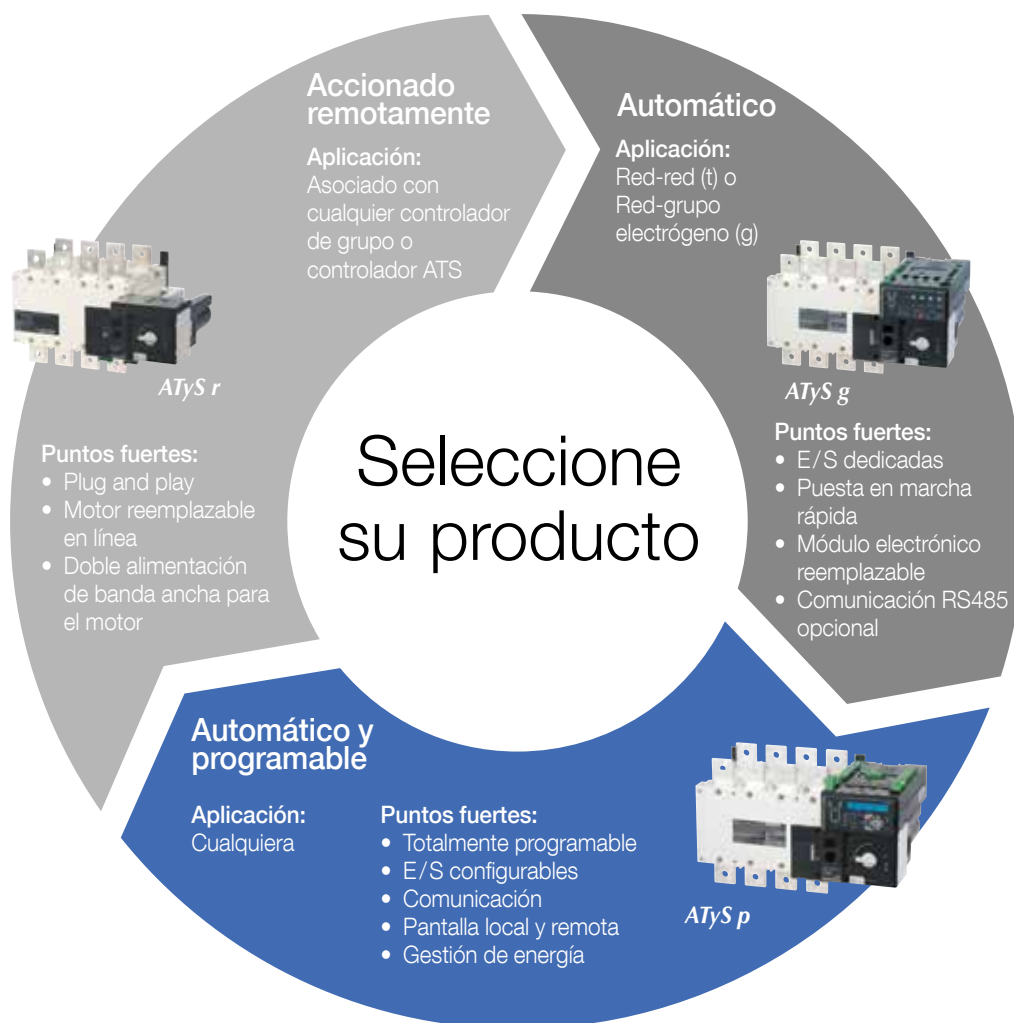 Accionado
remotamente
Aplicación:
Asociado con
cualquier controlador
de grupo o
controlador ATS
ATyS r
Puntos fuertes:
• Plug and play
• Motor reemplazable
en línea
• Doble alimentación
de banda ancha para
el motor
Automático
Aplicación:
Red-red (t) o
Red-grupo
electrógeno (g)
ATyS g
Puntos fuertes:
• E/S dedicadas
• Puesta en marcha
rápida
• Módulo electrónico
reemplazable
• Comunicación RS485
opcional
Seleccione
su producto
Automático y
programable
Aplicación:
Cualquiera
Puntos fuertes:
• Totalmente programable
• E/S configurables
• Comunicación
• Pantalla local y remota
• Gestión de energía
ATyS p